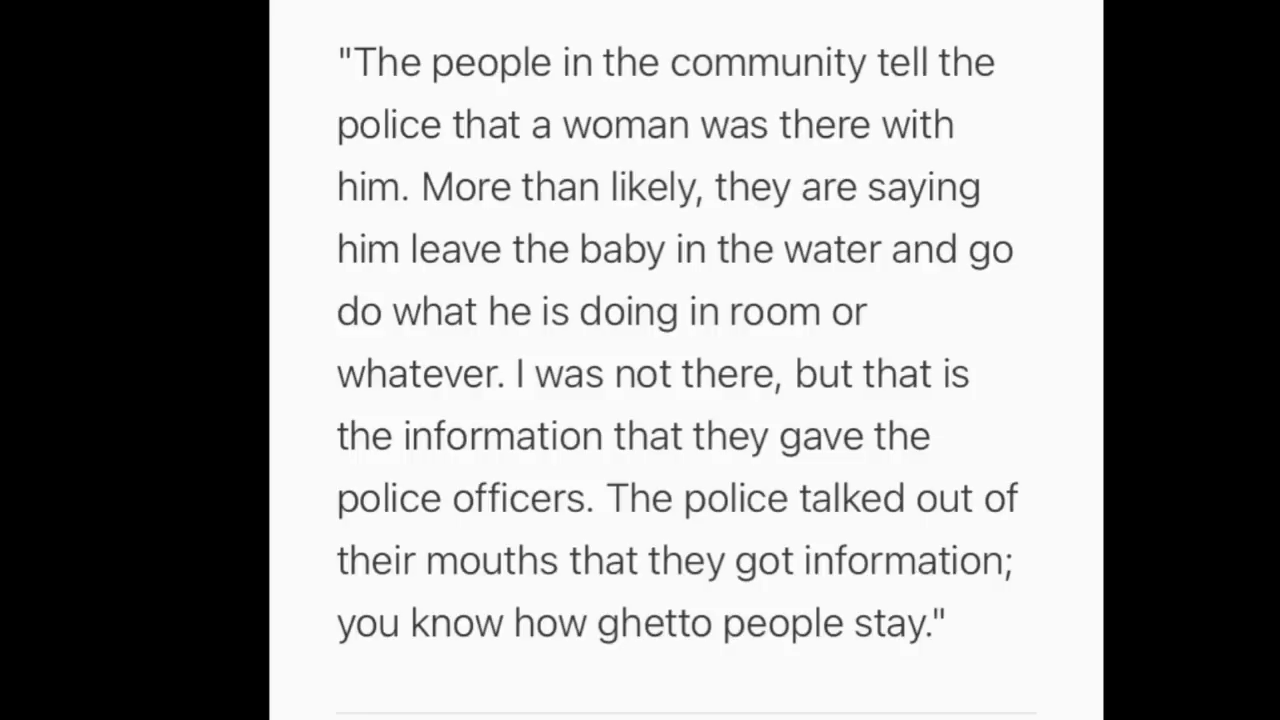 "The people in the community tell the
police that a woman was there with
him. More than likely, they are saying
him leave the baby in the water and go
do what he is doing in room or
whatever. I was not there, but that is
the information that they gave the
police officers. The police talked out of
their mouths that they got information;
you know how ghetto people stay."